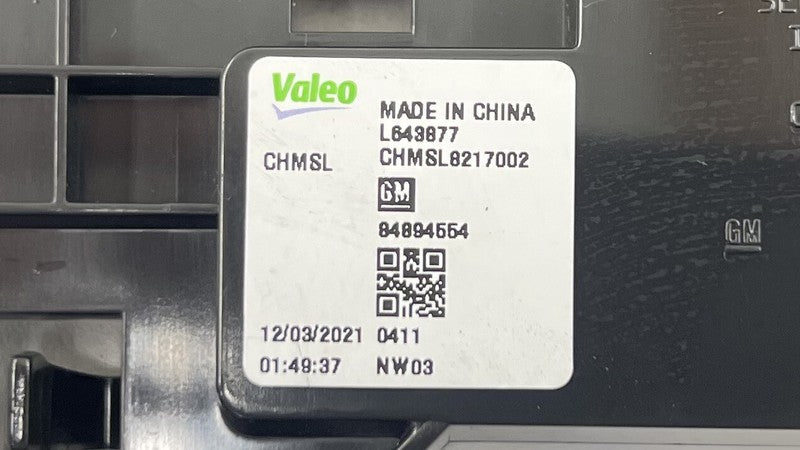 Valeo
MADE IN CHINA
L643877
CHMSL
CHMSL8217002
GM
84894554
12/03/2021 0411
01:49:37 NW03
GM